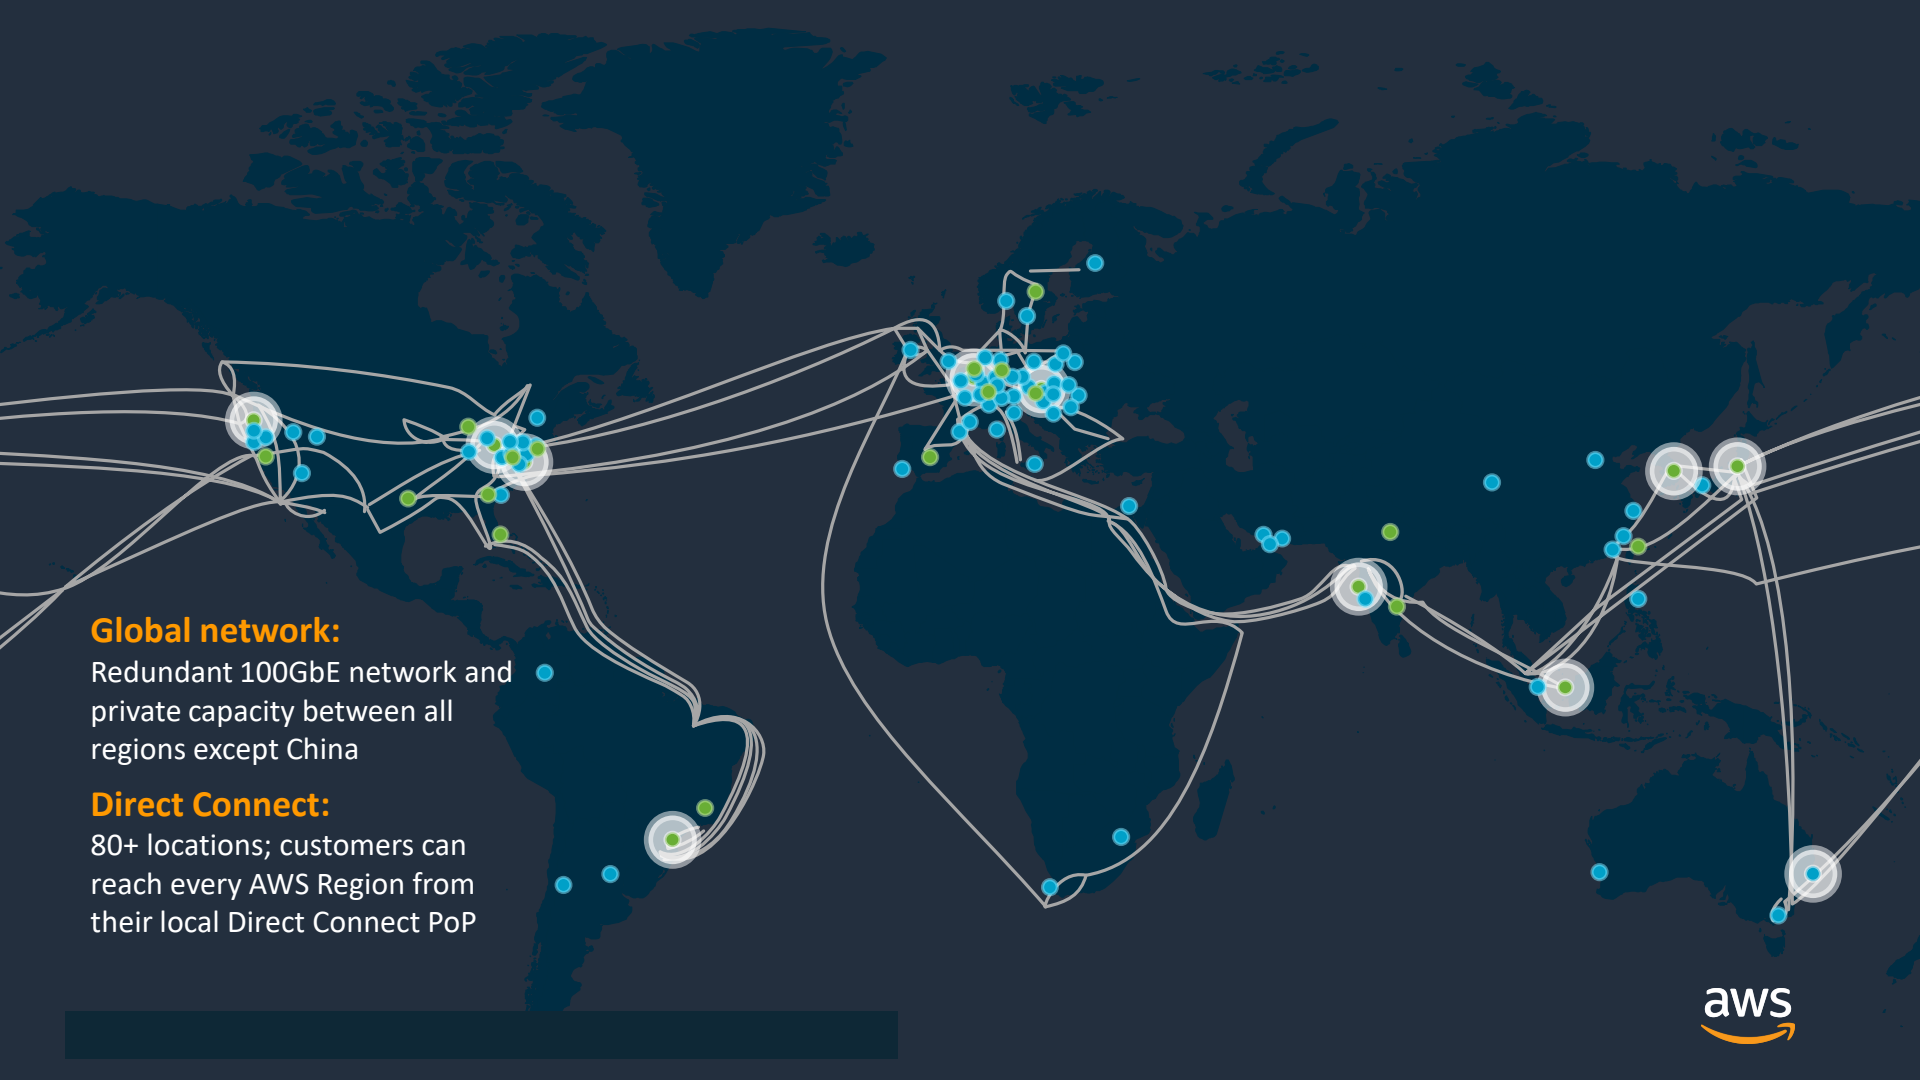 Global network:
Redundant 100GbE network and
private capacity between all
regions except China
Direct Connect:
80+ locations; customers can
reach every AWS Region from
their local Direct Connect PoP
aws